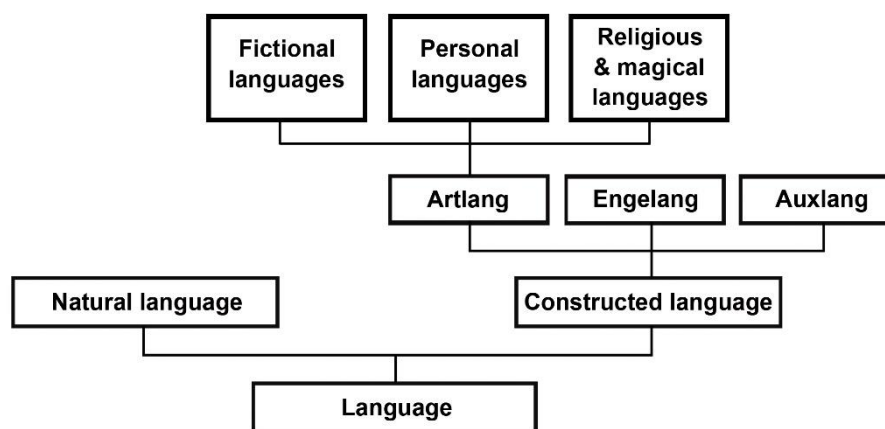 Fictional
languages
Personal
languages
Religious
& magical
languages
Artlang
Engelang
Auxlang
Natural language
Constructed language
Language